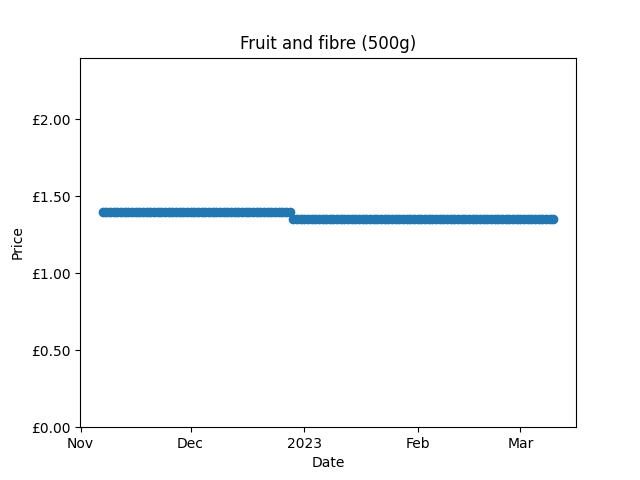 Fruit and fibre (500g)
£2.00
£1.50
£1.00
£0.50
£0.00
Price
Nov Dec 2023 Feb Mar
Date